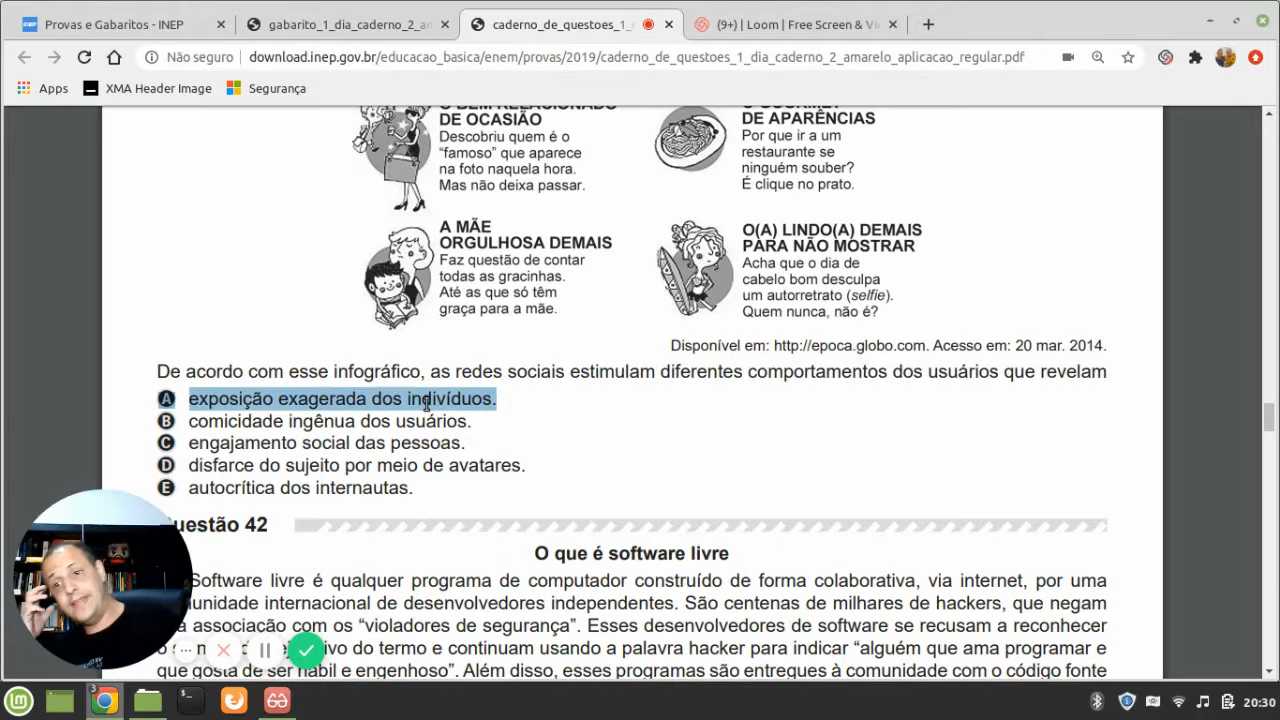 Provas e Gabaritos - INEP
gabarito_1_dia_caderno_2_am
caderno_de_questoes_1_
(9+) | Loom | Free Screen & Vi
Não seguro
download.inep.gov.br/educacao_basica/enem/provas/2019/caderno_de_questoes_1_dia_caderno_2_amarelo_aplicacao_regular.pdf
Apps
XMA Header Image
Segurança
O BEM RELACIONADO
DE OCASIÃO
Descobriu quem é o
“famoso” que aparece
na foto naquela hora.
Mas não deixa passar.
O GOURMET
DE APARÊNCIAS
Por que ir a um
restaurante se
ninguém souber?
É clique no prato.
A MÃE
ORGULHOSA DEMAIS
Faz questão de contar
todas as gracinhas.
Até as que só têm
graça para a mãe.
O(A) LINDO(A) DEMAIS
PARA NÃO MOSTRAR
Acha que o dia de
cabelo bom desculpa
um autorretrato (selfie).
Quem nunca, não é?
Disponível em: http://epoca.globo.com. Acesso em: 20 mar. 2014.
De acordo com esse infográfico, as redes sociais estimulam diferentes comportamentos dos usuários que revelam
A exposição exagerada dos indivíduos.
B comicidade ingênua dos usuários.
C engajamento social das pessoas.
D disfarce do sujeito por meio de avatares.
E autocrítica dos internautas.
Questão 42
O que é software livre
Software livre é qualquer programa de computador construído de forma colaborativa, via internet, por uma
internacional de desenvolvedores independentes. São centenas de milhares de hackers, que negam
associação com os “violadores de segurança”. Esses desenvolvedores de software se recusam a reconhecer
do termo e continuam usando a palavra hacker para indicar “alguém que ama programar e
que gosta de ser hábil e engenhoso”. Além disso, esses programas são entregues à comunidade com o código fonte
3
20:30